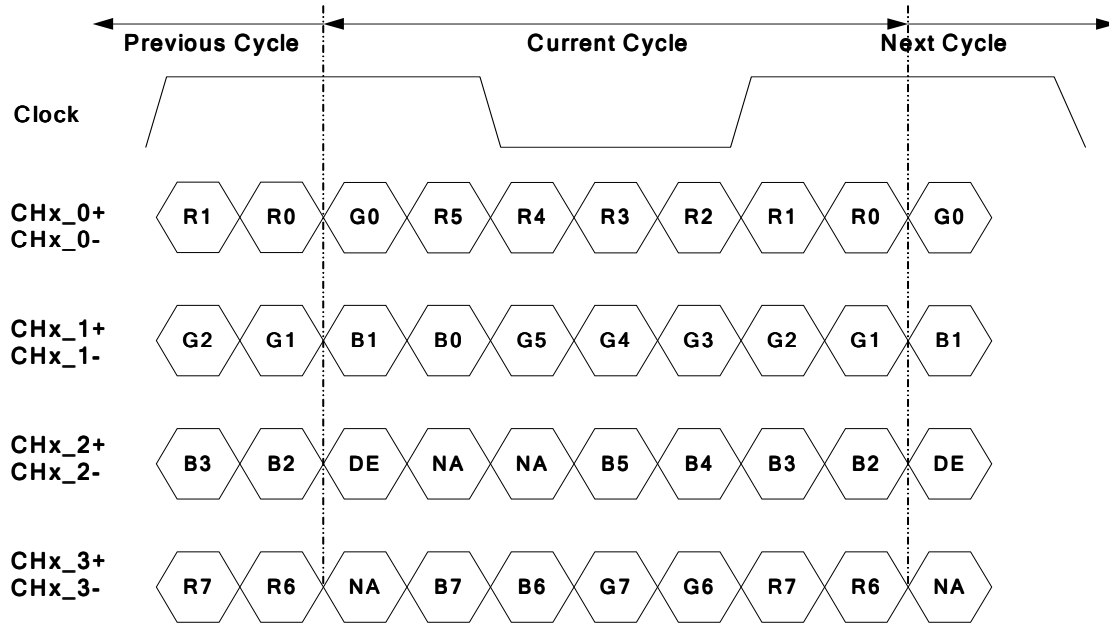 Previous Cycle Current Cycle Next Cycle
Clock
CHx_0+ R1 R0 G0 R5 R4 R3 R2 R1 R0 G0
CHx_0-
CHx_1+ G2 G1 B1 B0 G5 G4 G3 G2 G1 B1
CHx_1-
CHx_2+ B3 B2 DE NA NA B5 B4 B3 B2 DE
CHx_2-
CHx_3+ R7 R6 NA B7 B6 G7 G6 R7 R6 NA
CHx_3-